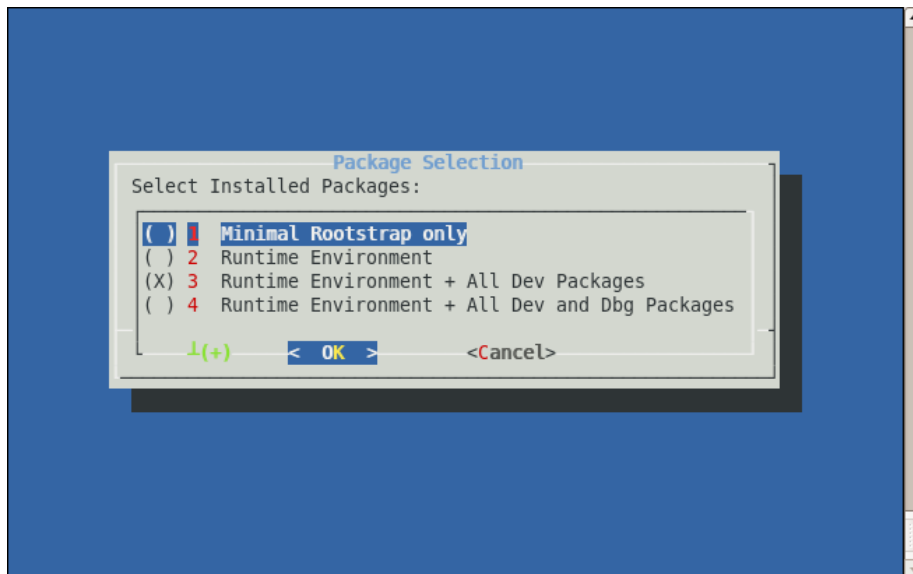 Package Selection
Select Installed Packages:
( ) 1 Minimal Rootstrap only
( ) 2 Runtime Environment
(X) 3 Runtime Environment + All Dev Packages
( ) 4 Runtime Environment + All Dev and Dbg Packages
┴(+) < OK > <Cancel>